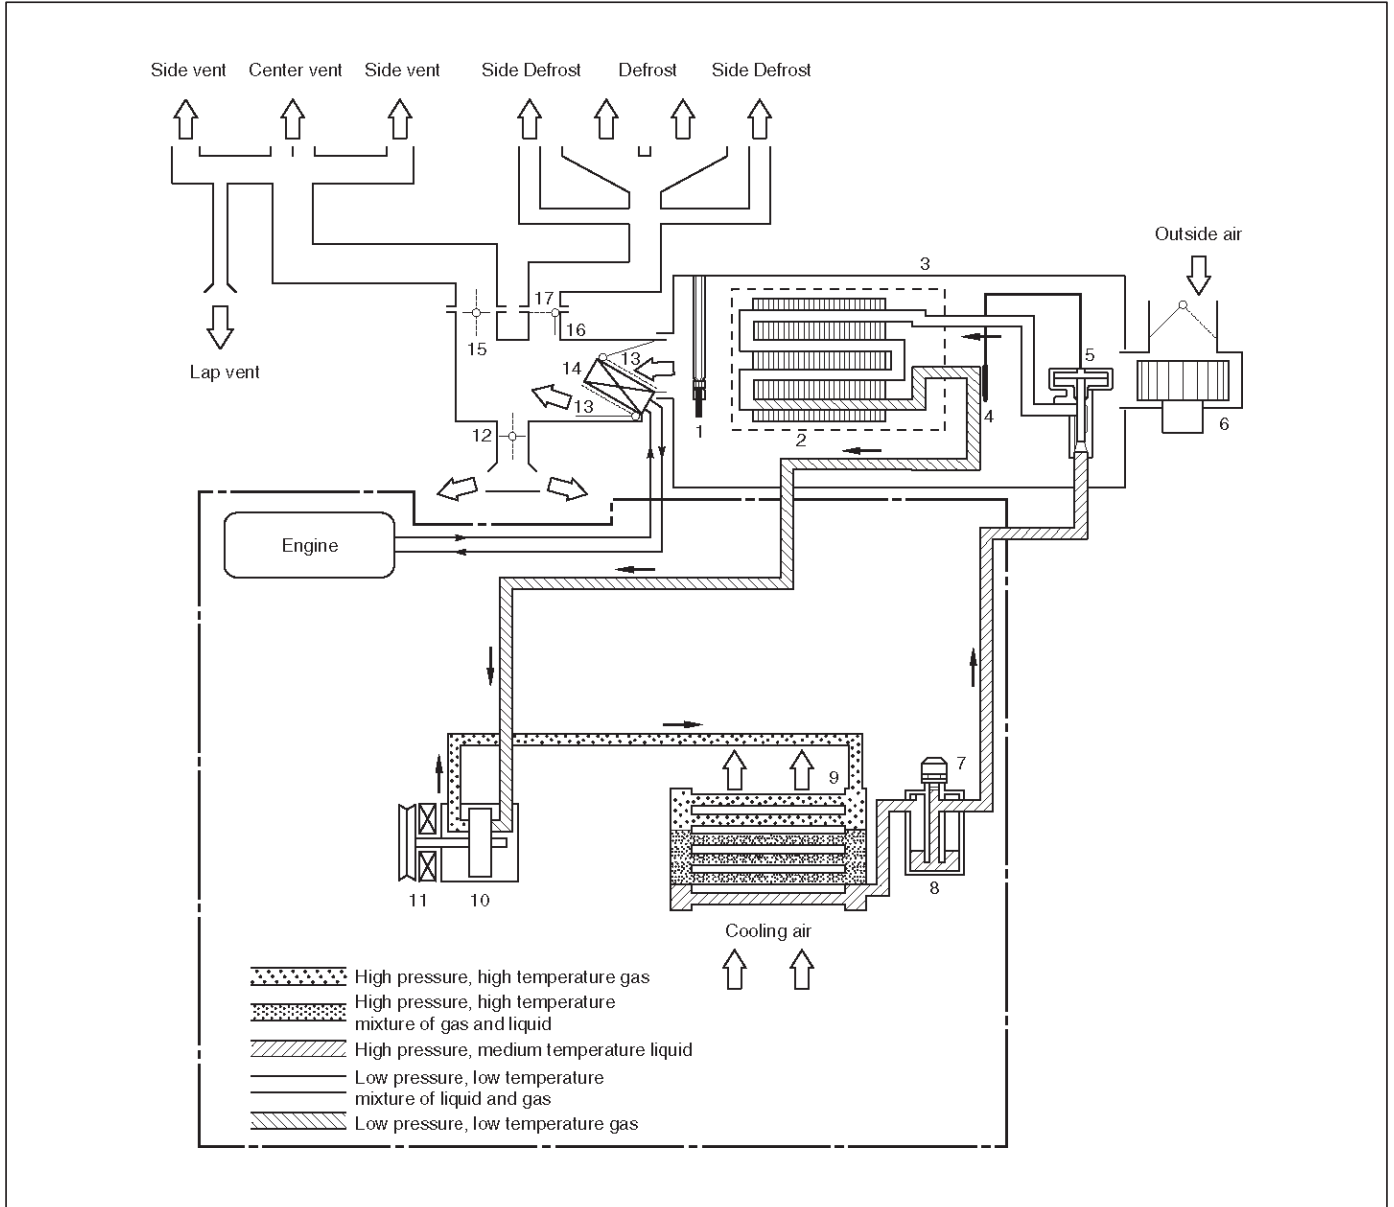 Side vent
Center vent
Side vent
Side Defrost
Defrost
Side Defrost
Outside air
3
17
16
15
5
13
14
Lap vent
13
4
6
12
1
2
Engine
7
9
8
11
10
Cooling air
High pressure, high temperature gas
High pressure, high temperature
mixture of gas and liquid
High pressure, medium temperature liquid
Low pressure, low temperature
mixture of liquid and gas
Low pressure, low temperature gas